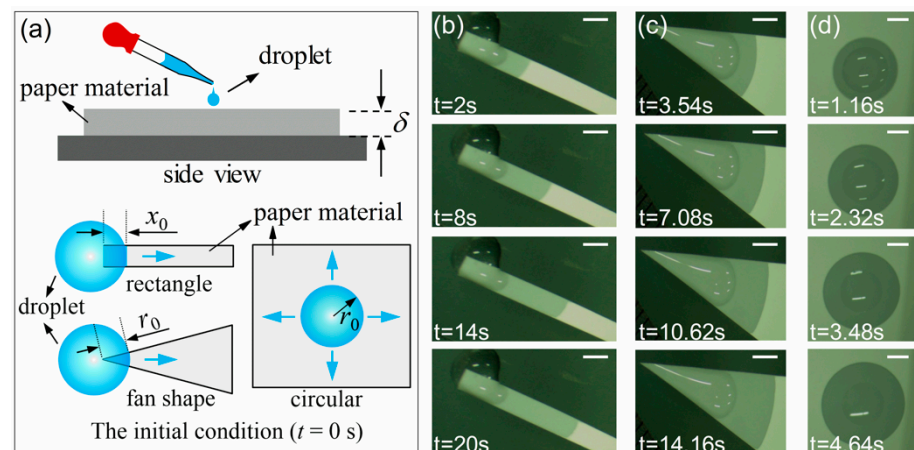 (a)
droplet
paper material
δ
side view
x₀
paper material
rectangle
droplet
r₀
r₀
fan shape
circular
The initial condition (t = 0 s)
(b)
t=2s
t=8s
t=14s
t=20s
(c)
t=3.54s
t=7.08s
t=10.62s
t=14.16s
(d)
t=1.16s
t=2.32s
t=3.48s
t=4.64s